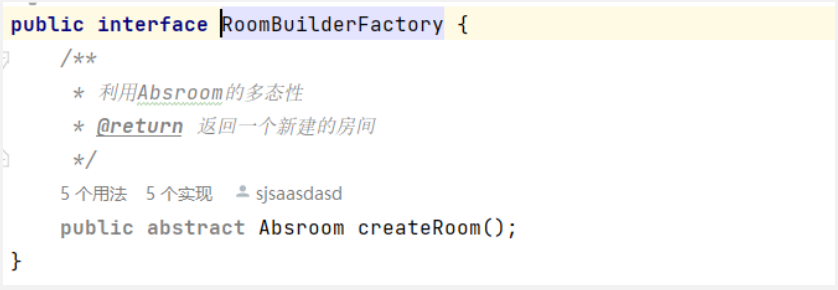 public interface RoomBuilderFactory {
/**
* 利用Absroom的多态性
* @return 返回一个新建的房间
*/
5 个用法 5 个实现 sjsaasdasd
public abstract Absroom createRoom();
}